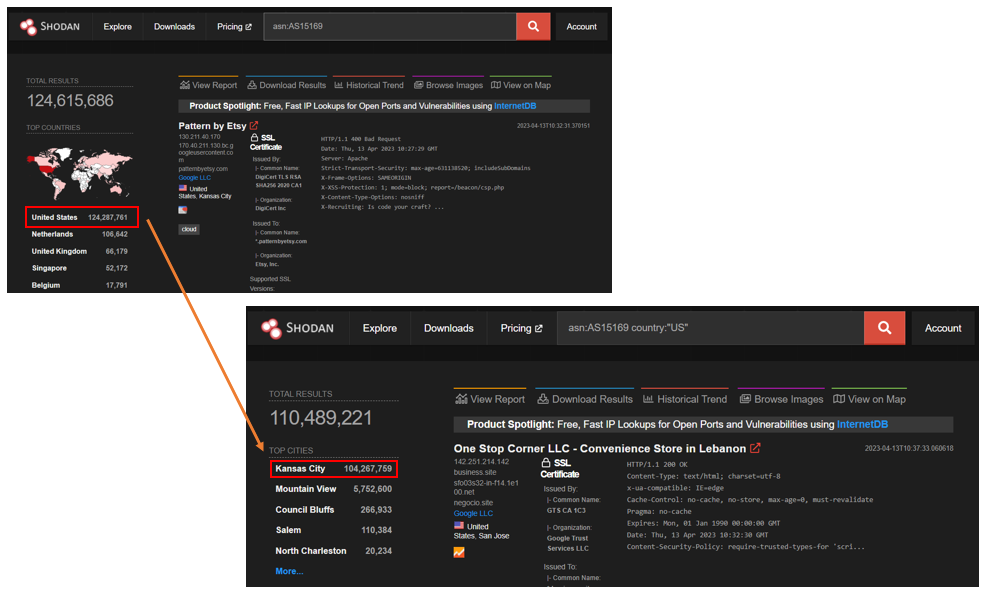 SHODAN
Explore
Downloads
Pricing
asn:AS15169
Account
TOTAL RESULTS
124,615,686
TOP COUNTRIES
United States 124,287,761
Netherlands 106,642
United Kingdom 66,179
Singapore 52,172
Belgium 17,791
View Report
Download Results
Historical Trend
Browse Images
View on Map
Product Spotlight: Free, Fast IP Lookups for Open Ports and Vulnerabilities using InternetDB
Pattern by Etsy
2023-04-13T10:32:31.370151
130.211.40.170
170.40.211.130.bc.g
oogleusercontent.co
m
patternbyetsy.com
Google LLC
United
States, Kansas City
cloud
SSL
Certificate
Issued By:
|- Common Name:
DigiCert TLS RSA
SHA256 2020 CA1
|- Organization:
DigiCert Inc
Issued To:
|- Common Name:
*.patternbyetsy.com
|- Organization:
Etsy, Inc.
Supported SSL
Versions:
HTTP/1.1 400 Bad Request
Date: Thu, 13 Apr 2023 10:27:29 GMT
Server: Apache
Strict-Transport-Security: max-age=631138520; includeSubDomains
X-Frame-Options: SAMEORIGIN
X-XSS-Protection: 1; mode=block; report=/beacon/csp.php
X-Content-Type-Options: nosniff
X-Recruiting: Is code your craft? ...
SHODAN
Explore
Downloads
Pricing
asn:AS15169 country:"US"
Account
TOTAL RESULTS
110,489,221
TOP CITIES
Kansas City 104,267,759
Mountain View 5,752,600
Council Bluffs 266,933
Salem 110,384
North Charleston 20,234
More...
View Report
Download Results
Historical Trend
Browse Images
View on Map
Product Spotlight: Free, Fast IP Lookups for Open Ports and Vulnerabilities using InternetDB
One Stop Corner LLC - Convenience Store in Lebanon
2023-04-13T10:37:33.060618
142.251.214.142
business.site
sfo03s32-in-f14.1e1
00.net
negocio.site
Google LLC
United
States, San Jose
SSL
Certificate
Issued By:
|- Common Name:
GTS CA 1C3
|- Organization:
Google Trust
Services LLC
Issued To:
|- Common Name:
HTTP/1.1 200 OK
Content-Type: text/html; charset=utf-8
x-ua-compatible: IE=edge
Cache-Control: no-cache, no-store, max-age=0, must-revalidate
Pragma: no-cache
Expires: Mon, 01 Jan 1990 00:00:00 GMT
Date: Thu, 13 Apr 2023 10:32:30 GMT
Content-Security-Policy: require-trusted-types-for 'scri...